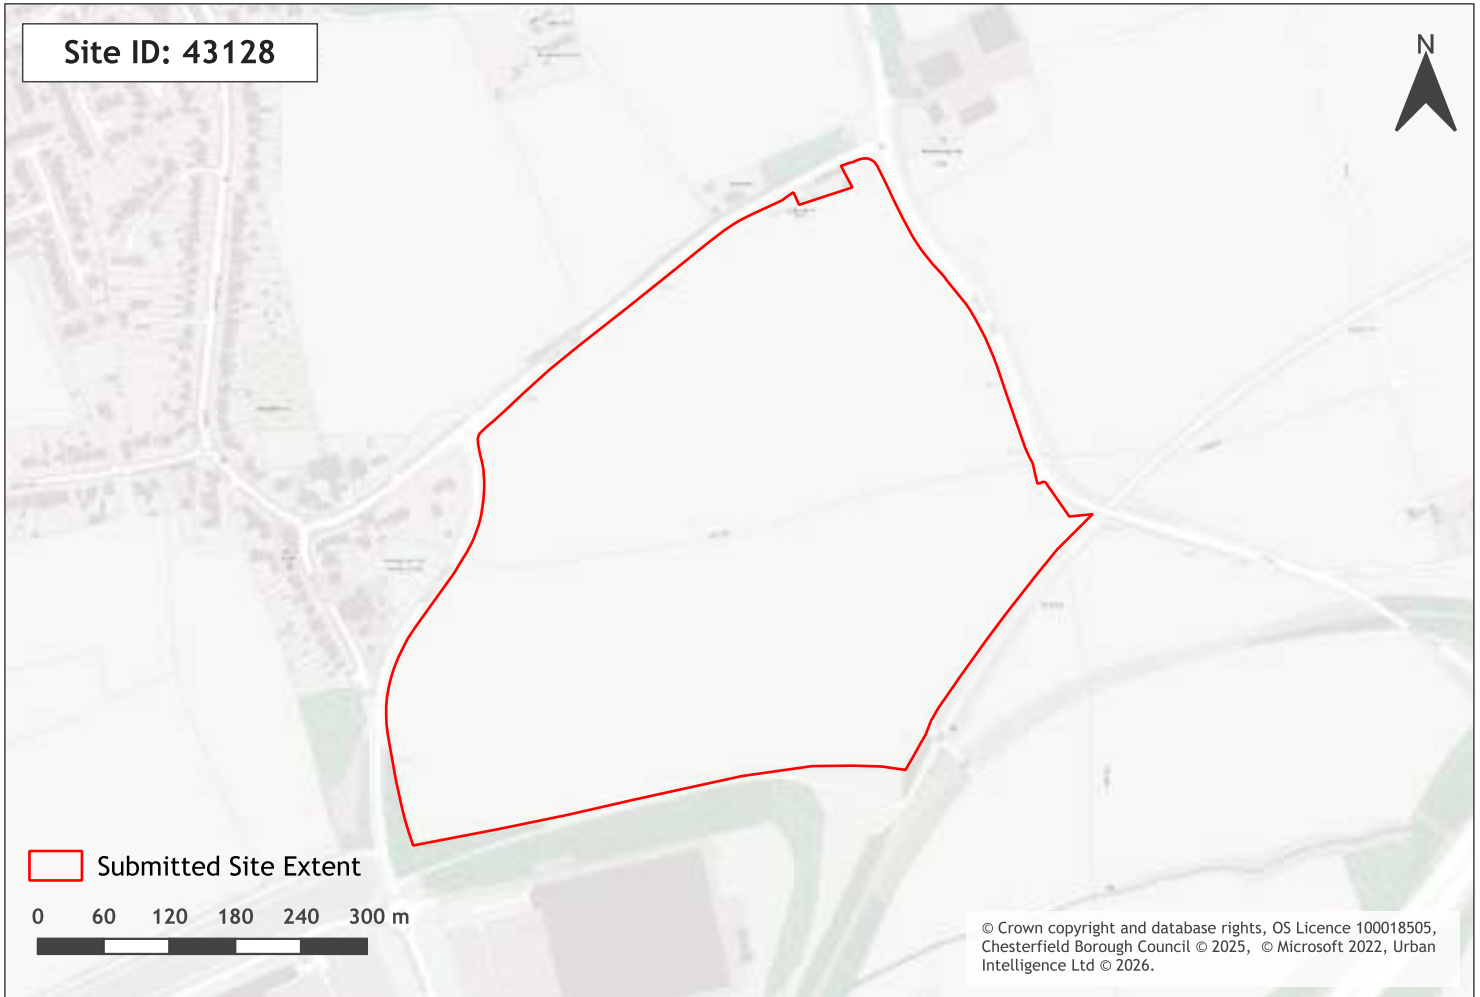 Site ID: 43128
N
Submitted Site Extent
0 60 120 180 240 300 m
© Crown copyright and database rights, OS Licence 100018505,
Chesterfield Borough Council © 2025, © Microsoft 2022, Urban
Intelligence Ltd © 2026.